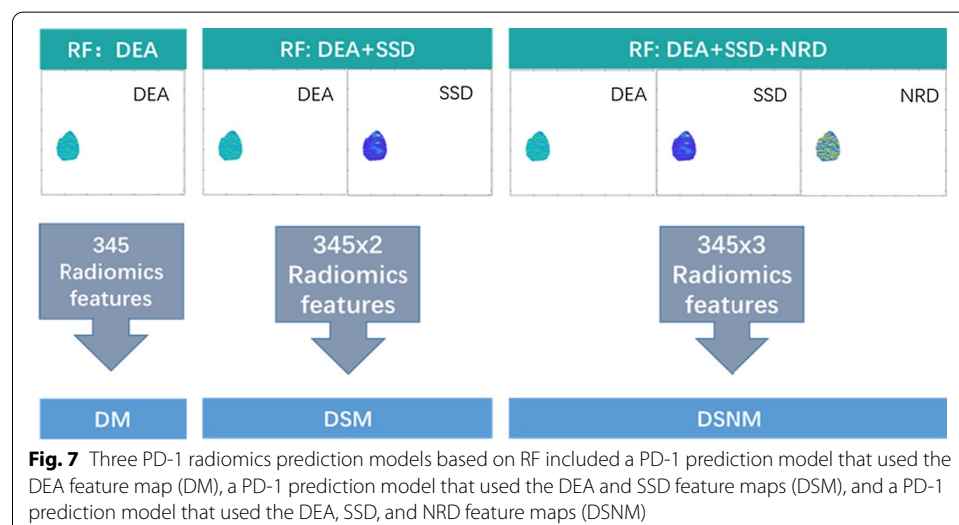 RF: DEA
RF: DEA+SSD
RF: DEA+SSD+NRD
DEA
DEA
SSD
DEA
SSD
NRD
345
Radiomics
features
345x2
Radiomics
features
345x3
Radiomics
features
DM
DSM
DSNM
Fig. 7 Three PD-1 radiomics prediction models based on RF included a PD-1 prediction model that used the
DEA feature map (DM), a PD-1 prediction model that used the DEA and SSD feature maps (DSM), and a PD-1
prediction model that used the DEA, SSD, and NRD feature maps (DSNM)